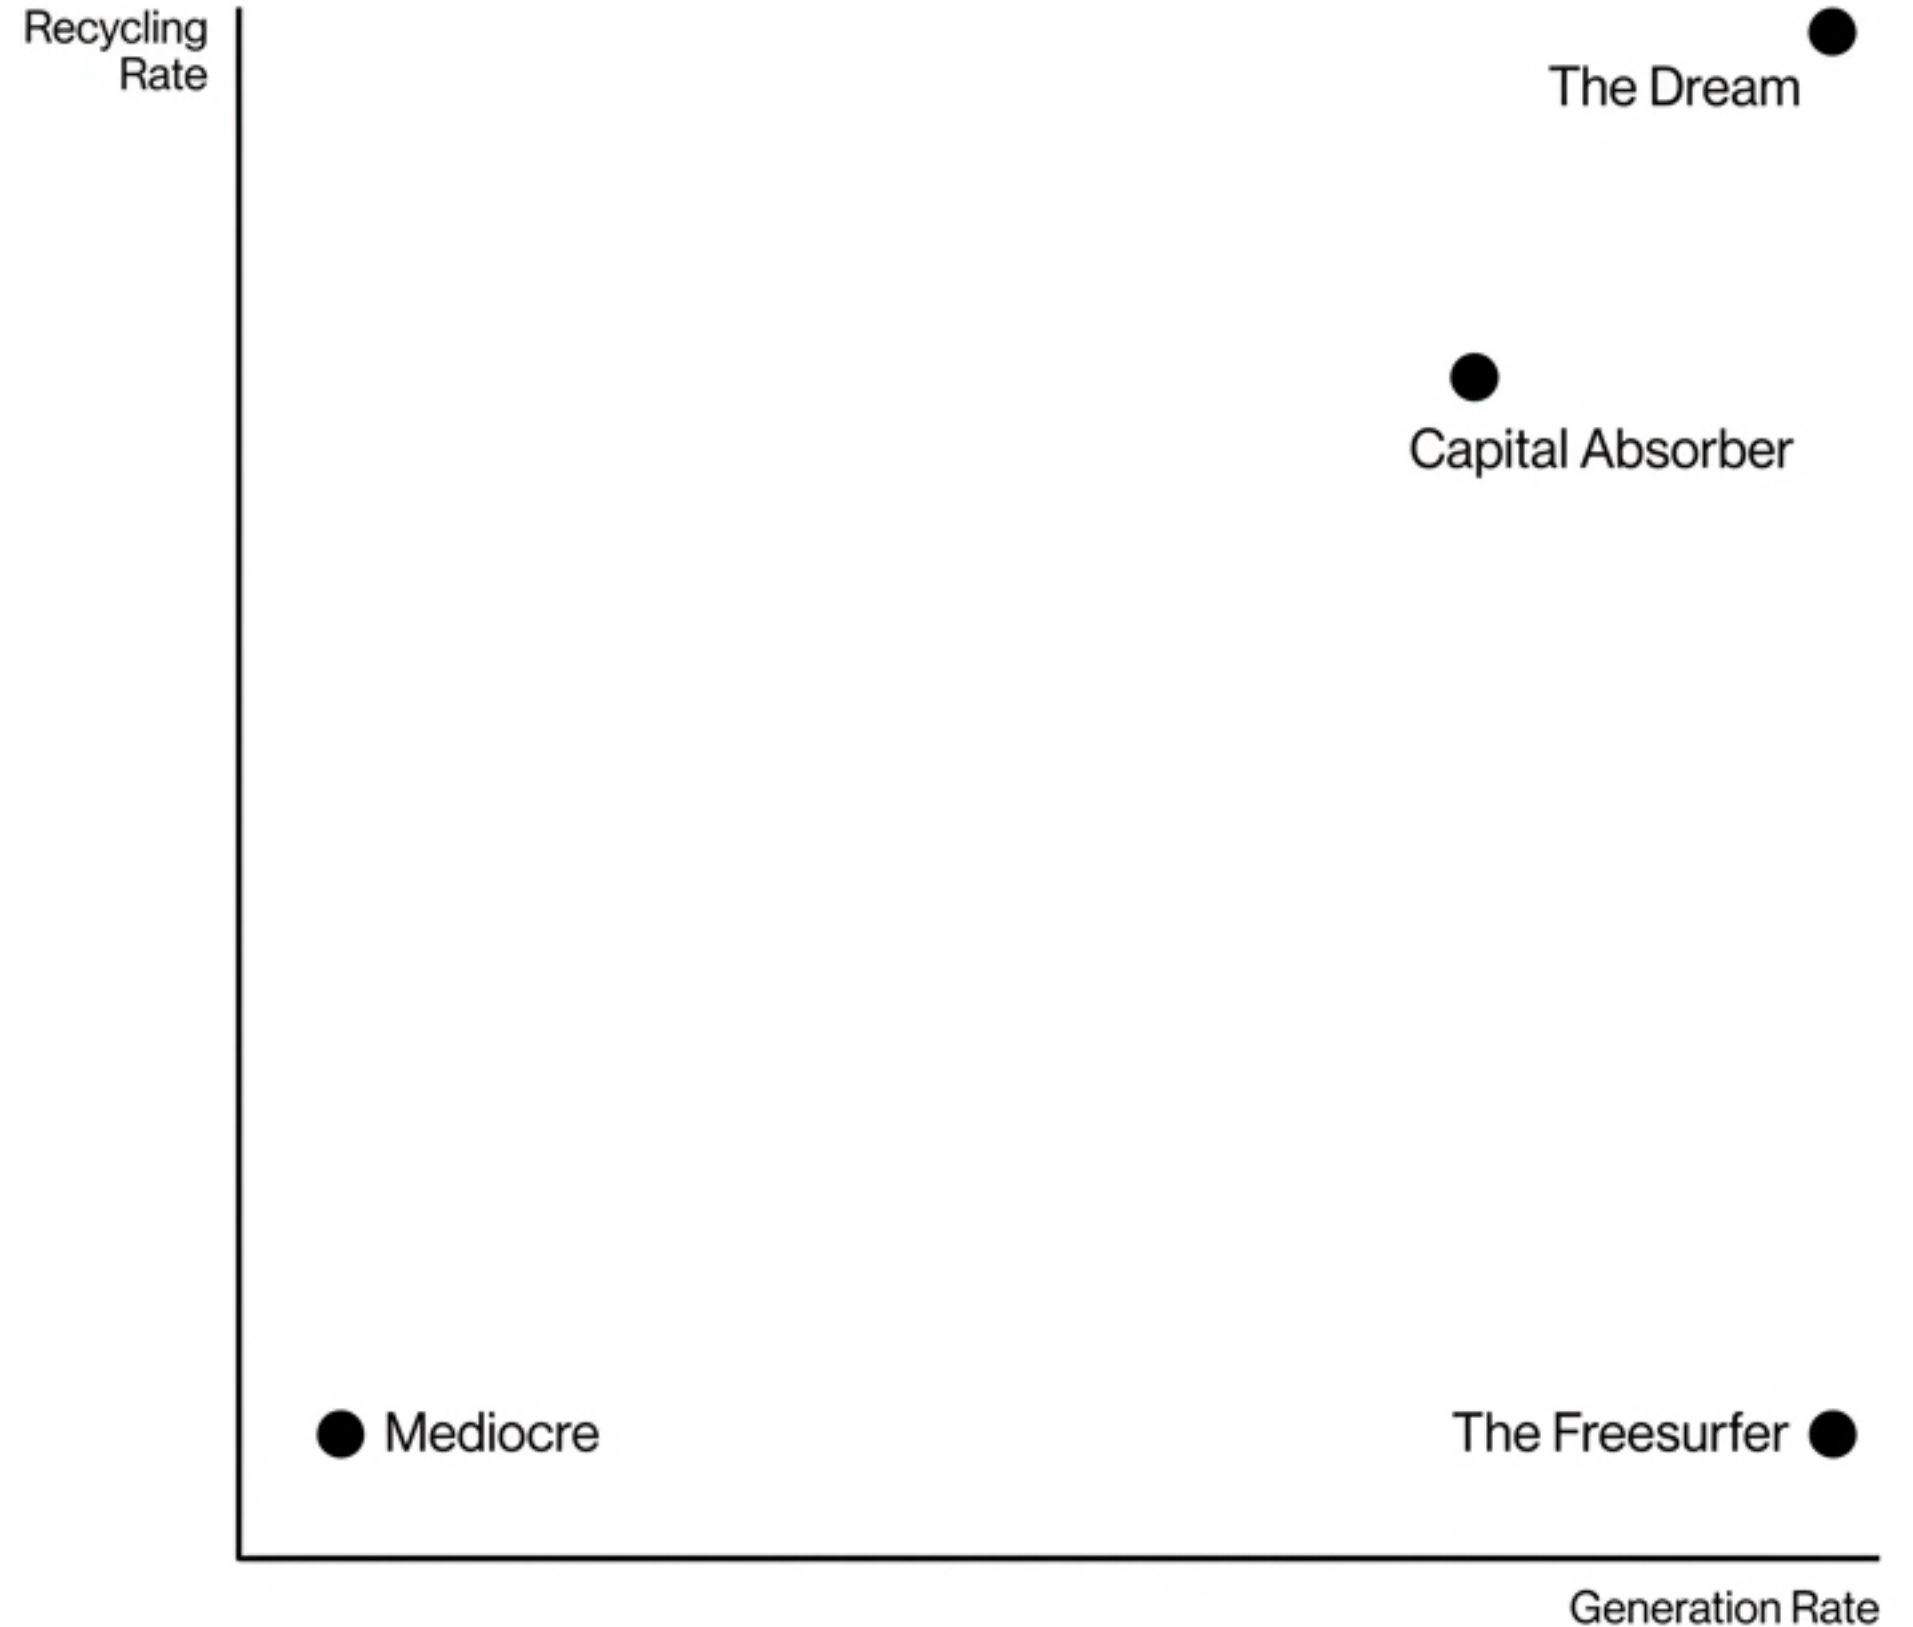 Recycling
Rate
The Dream
Capital Absorber
Mediocre
The Freesurfer
Generation Rate